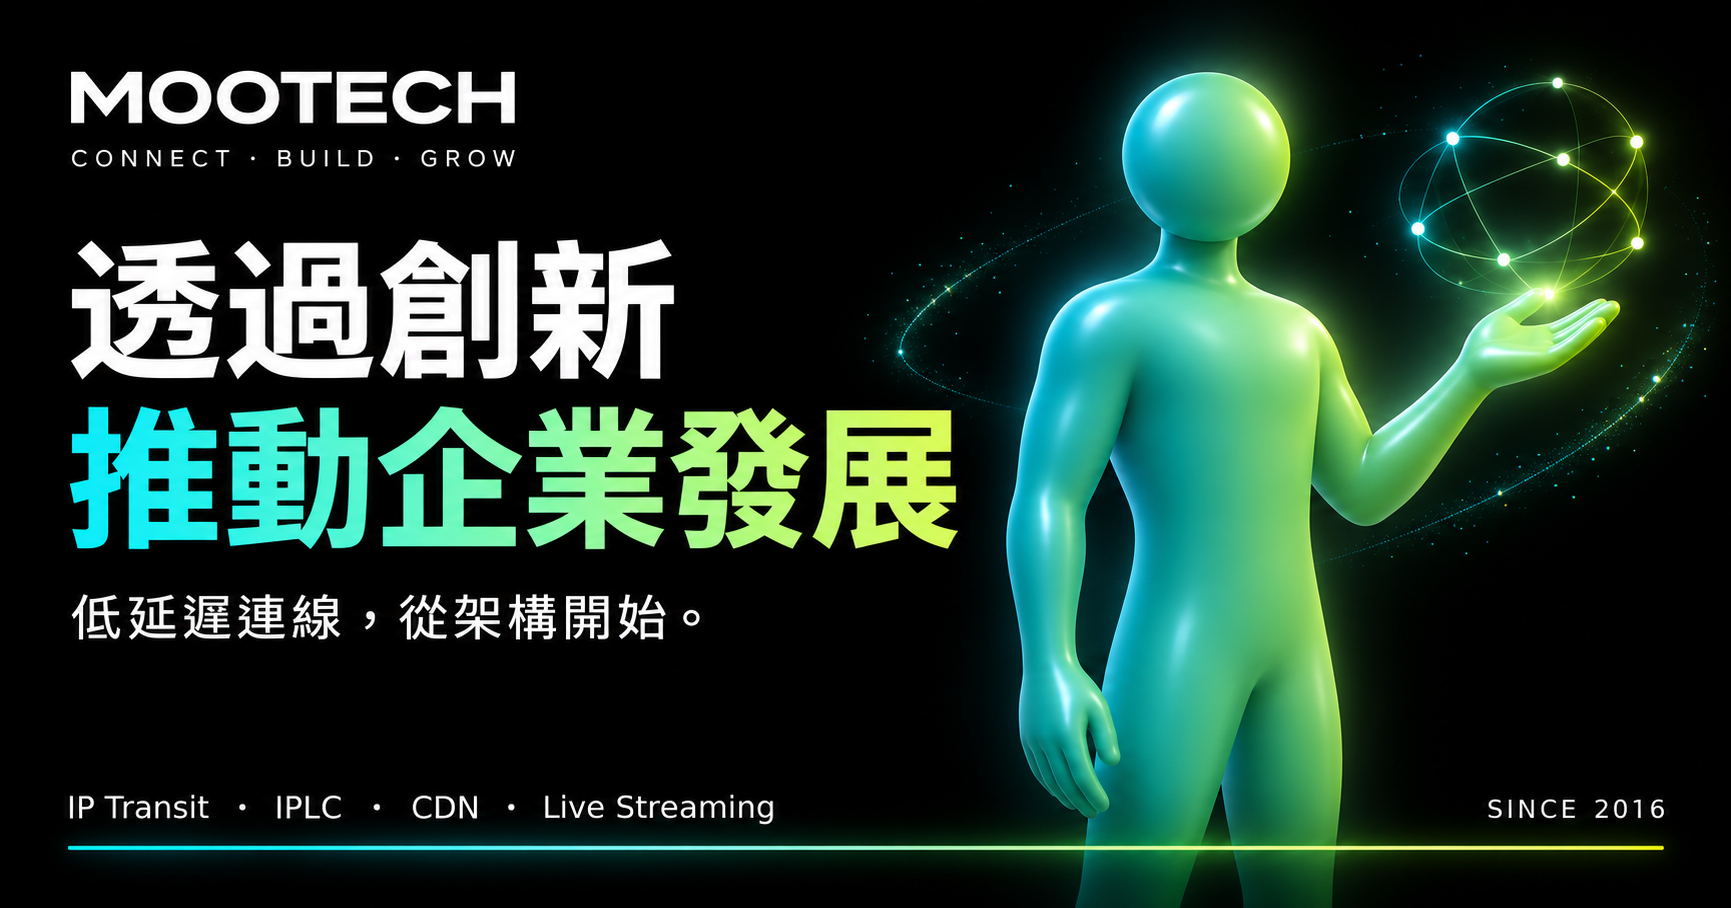 MOOTECH
CONNECT · BUILD · GROW
透過創新
推動企業發展
低延遲連線，從架構開始。
IP Transit • IPLC • CDN • Live Streaming
SINCE 2016